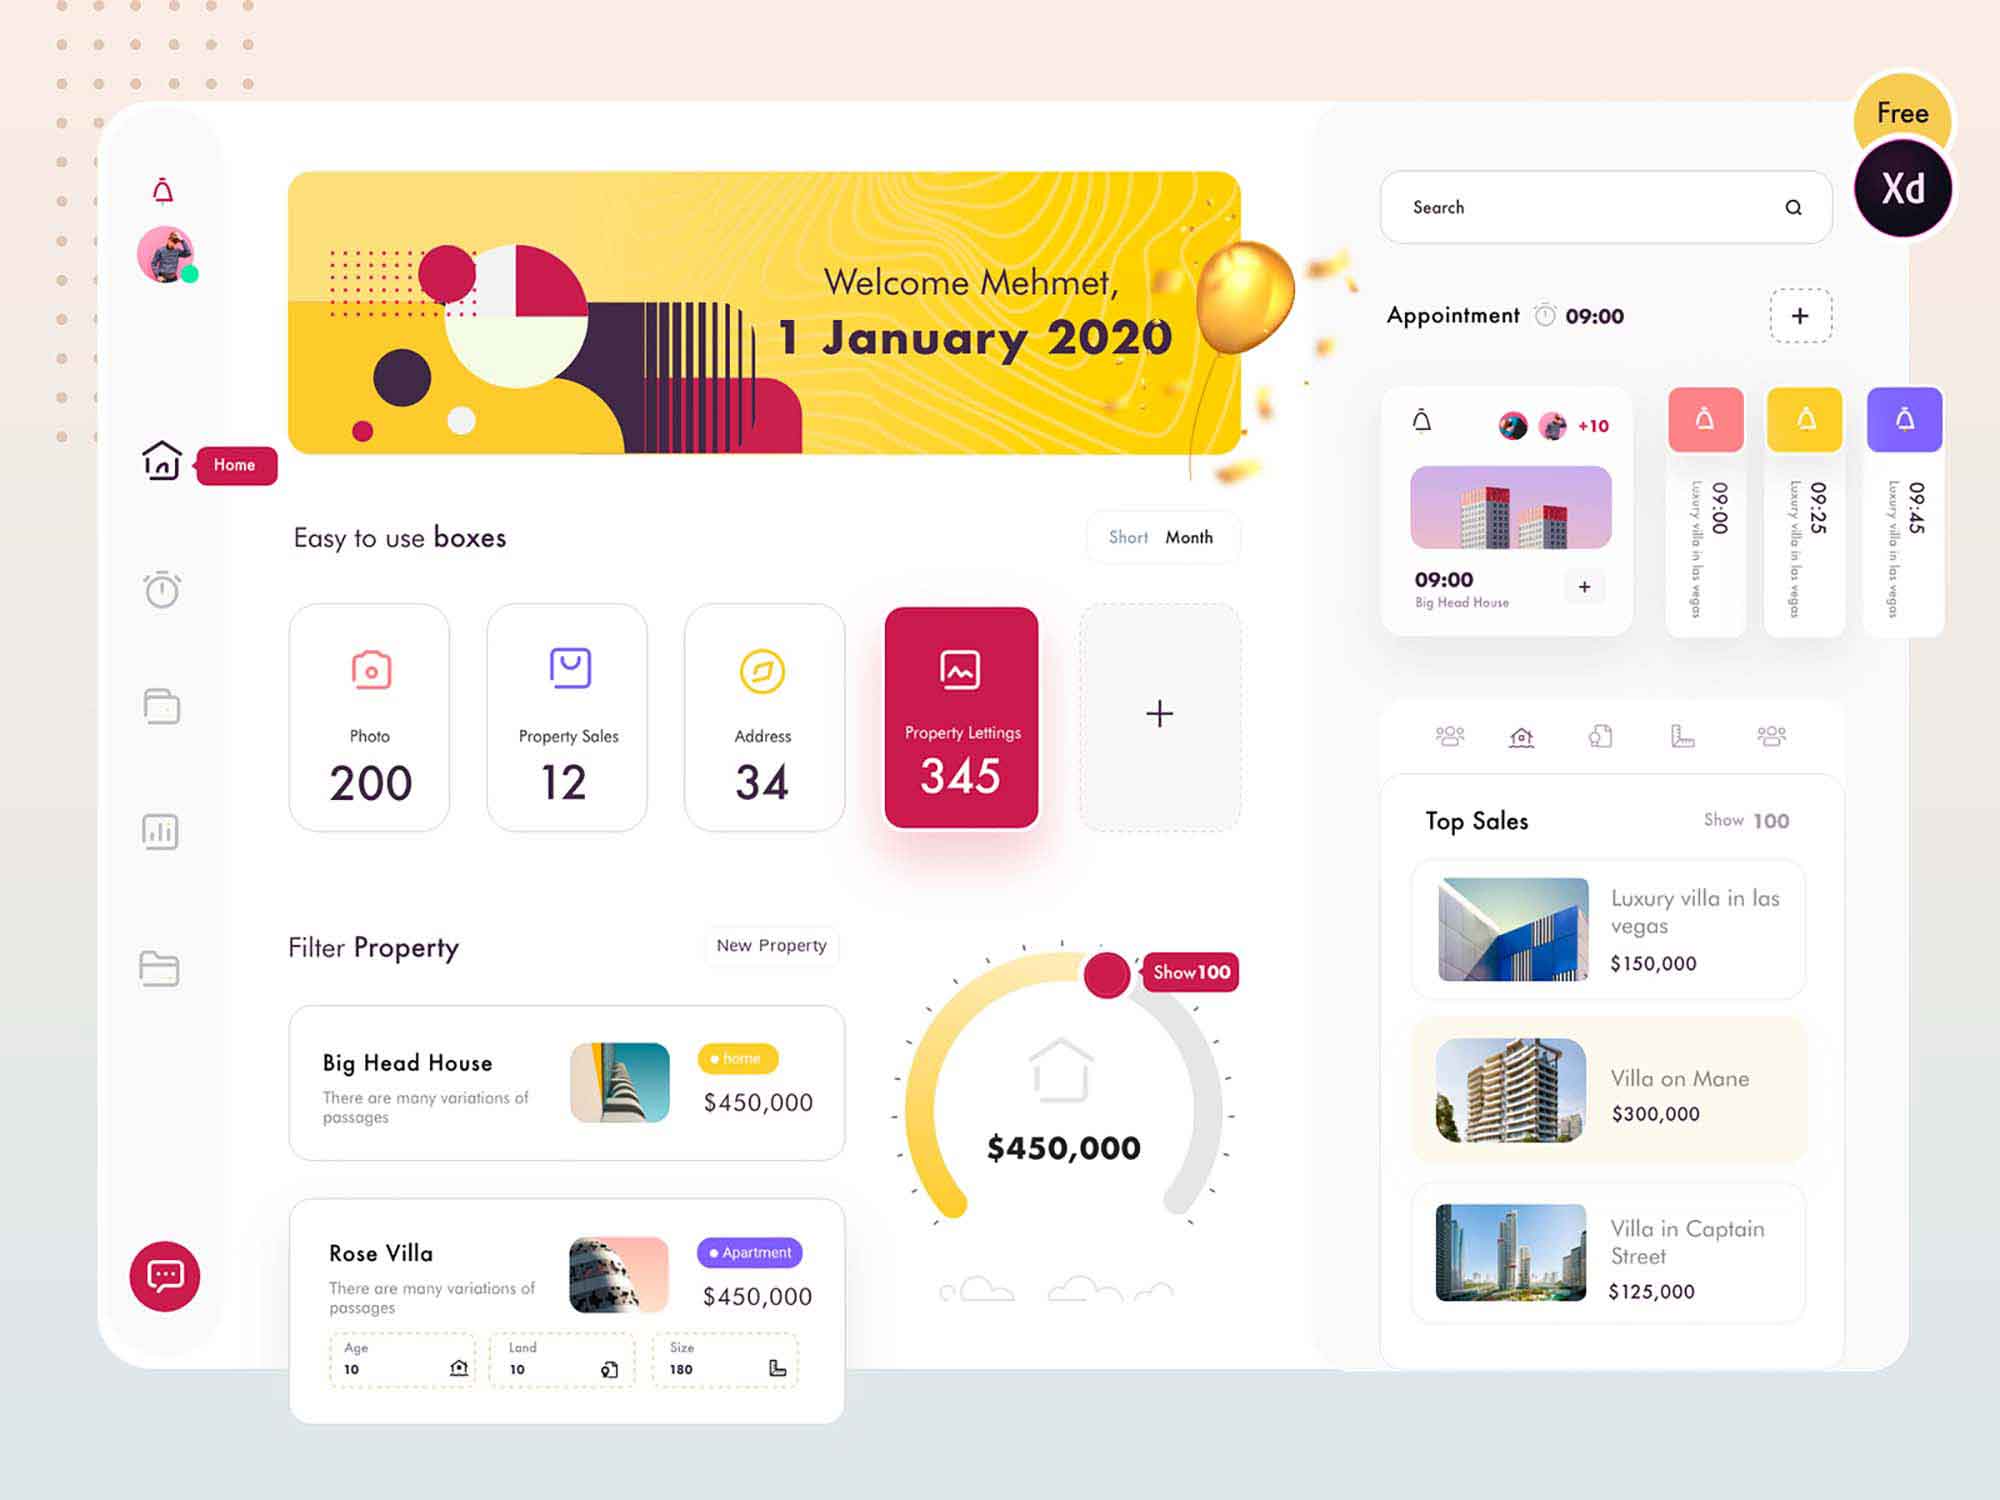 Free
Xd
Search
Welcome Mehmet,
1 January 2020
Appointment 09:00
+10
09:00
Big Head House
09:00
Luxury villa in las vegas
09:25
Luxury villa in las vegas
09:45
Luxury villa in las vegas
Home
Easy to use boxes
Short Month
Photo
200
Property Sales
12
Address
34
Property Lettings
345
Top Sales
Show 100
Luxury villa in las
vegas
$150,000
Villa on Mane
$300,000
Villa in Captain
Street
$125,000
Filter Property
New Property
Big Head House
There are many variations of
passages
home
$450,000
Rose Villa
There are many variations of
passages
Apartment
$450,000
Age
10
Land
10
Size
180
Show100
$450,000